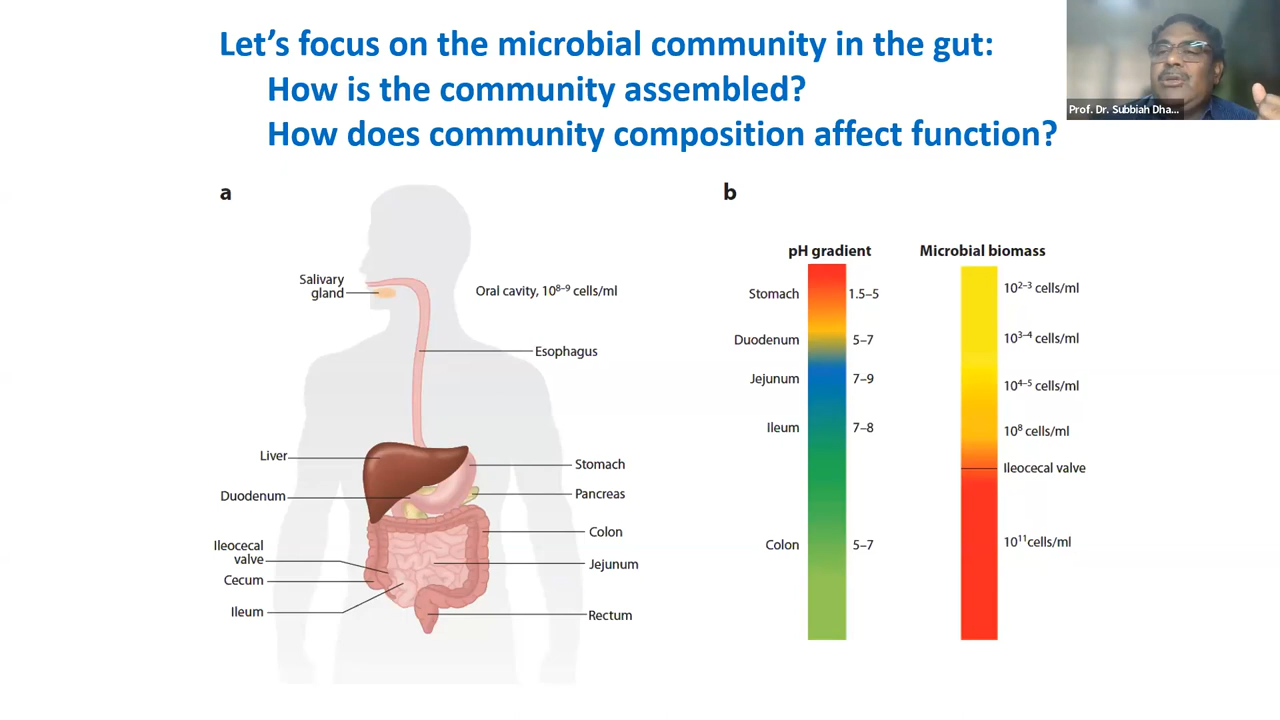 Let's focus on the microbial community in the gut:
How is the community assembled?
How does community composition affect function?
Prof. Dr. Subbiah Dha...
a
Salivary
gland
Oral cavity, 10⁸⁻⁹ cells/ml
Esophagus
Liver
Stomach
Duodenum
Pancreas
Colon
Ileocecal
valve
Jejunum
Cecum
Ileum
Rectum
b
pH gradient
Microbial biomass
Stomach
1.5–5
10²⁻³ cells/ml
Duodenum
5–7
10³⁻⁴ cells/ml
Jejunum
7–9
10⁴⁻⁵ cells/ml
Ileum
7–8
10⁸ cells/ml
Ileocecal valve
Colon
5–7
10¹¹cells/ml